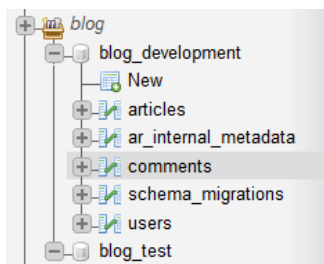 blog
blog_development
New
articles
ar_internal_metadata
comments
schema_migrations
users
blog_test